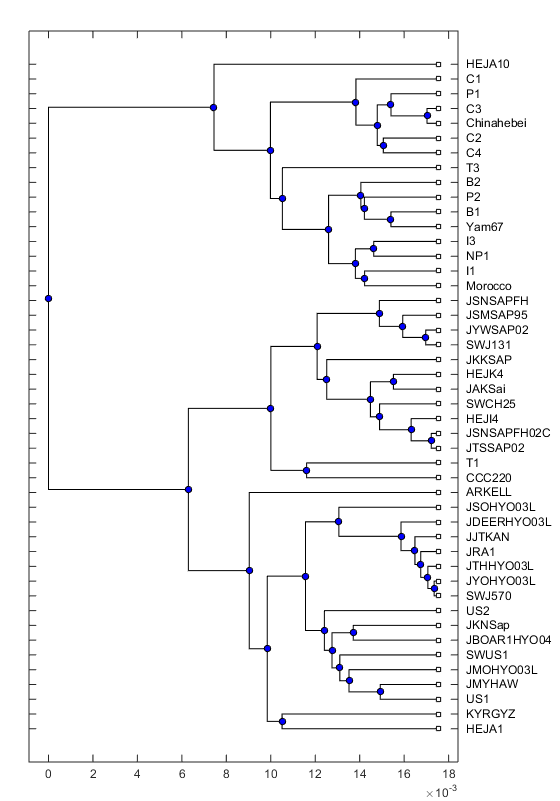 HEJA10
C1
P1
C3
Chinahebei
C2
C4
T3
B2
P2
B1
Yam67
I3
NP1
I1
Morocco
JSNSAPFH
JSMSAP95
JYWSAP02
SWJ131
JKKSAP
HEJK4
JAKSai
SWCH25
HEJI4
JSNSAPFH02C
JTSSAP02
T1
CCC220
ARKELL
JSOHYO03L
JDEERHYO03L
JJTKAN
JRA1
JTHHYO03L
JYOHYO03L
SWJ570
US2
JKNSap
JBOAR1HYO04
SWUS1
JMOHYO03L
JMYHAW
US1
KYRGYZ
HEJA1
0 2 4 6 8 10 12 14 16 18
×10⁻³